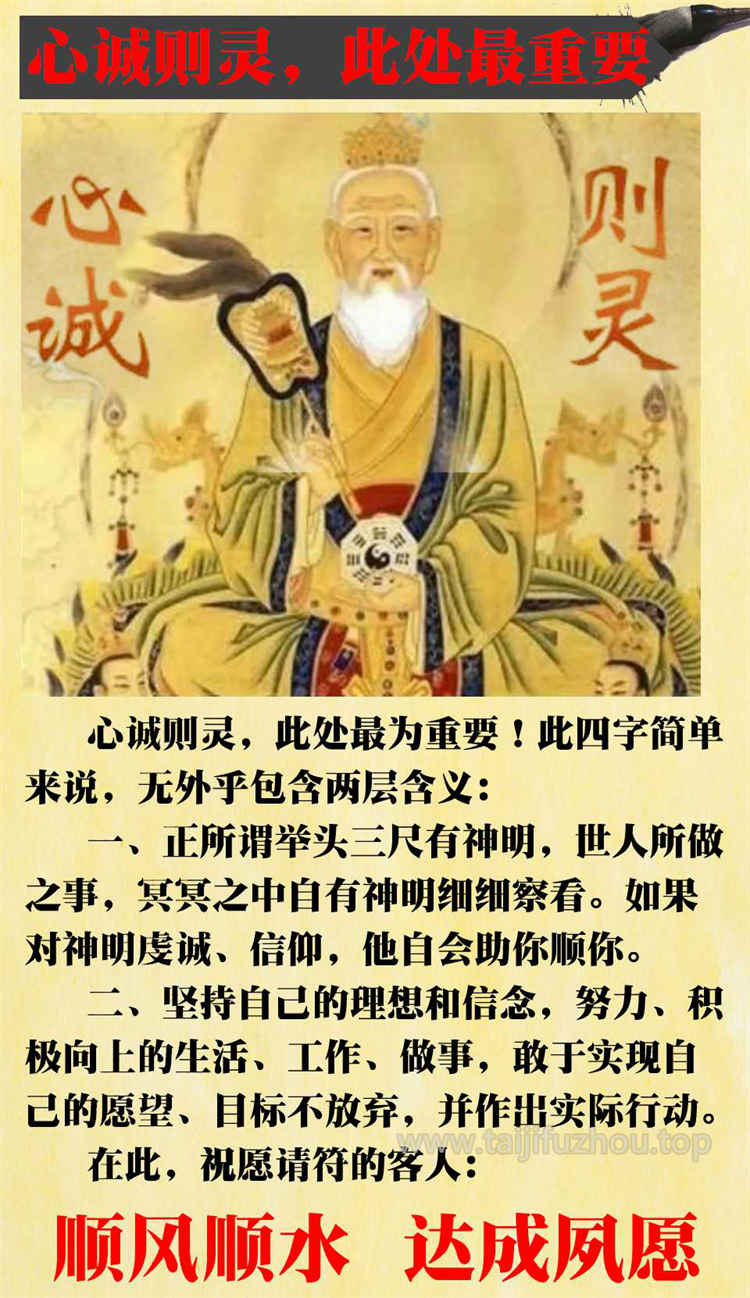 心诚则灵，此处最重要
心诚
则灵
心诚则灵，此处最为重要！此四字简单
来说，无外乎包含两层含义：
一、正所谓举头三尺有神明，世人所做
之事，冥冥之中自有神明细细察看。如果
对神明虔诚、信仰，他自会助你顺你。
二、坚持自己的理想和信念，努力、积
极向上的生活、工作、做事，敢于实现自
己的愿望、目标不放弃，并作出实际行动。
www.taijifuzhou.top
在此，祝愿请符的客人：
顺风顺水 达成夙愿